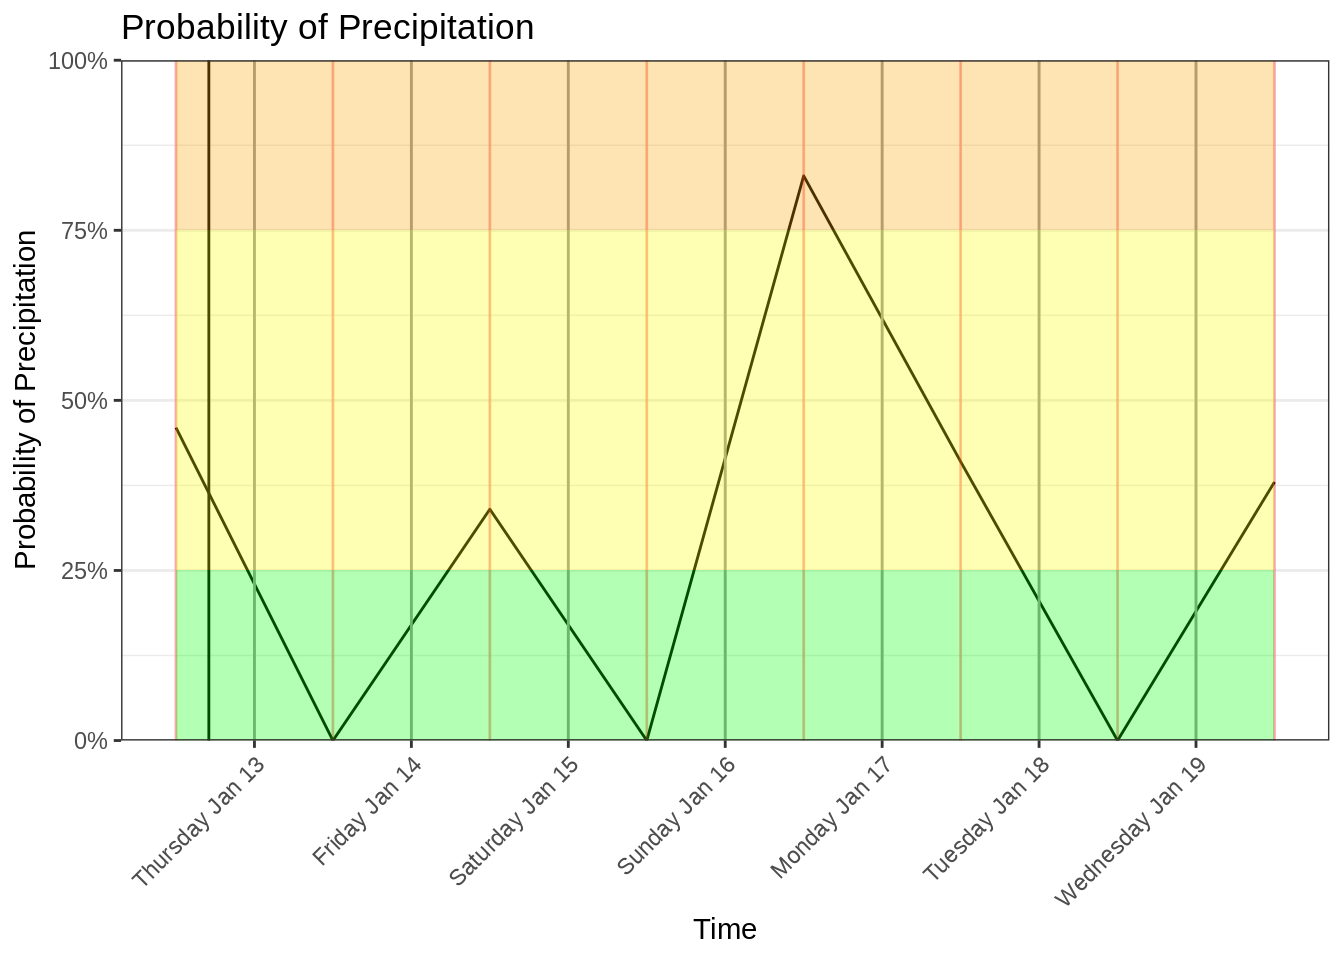 Probability of Precipitation
Probability of Precipitation
100%
75%
50%
25%
0%
Thursday Jan 13
Friday Jan 14
Saturday Jan 15
Sunday Jan 16
Monday Jan 17
Tuesday Jan 18
Wednesday Jan 19
Time